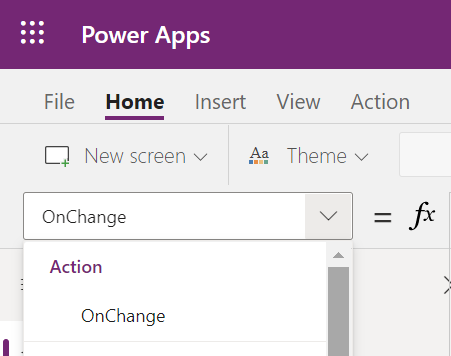 Power Apps
File Home Insert View Action
New screen Aa Theme
OnChange = fx
Action
OnChange